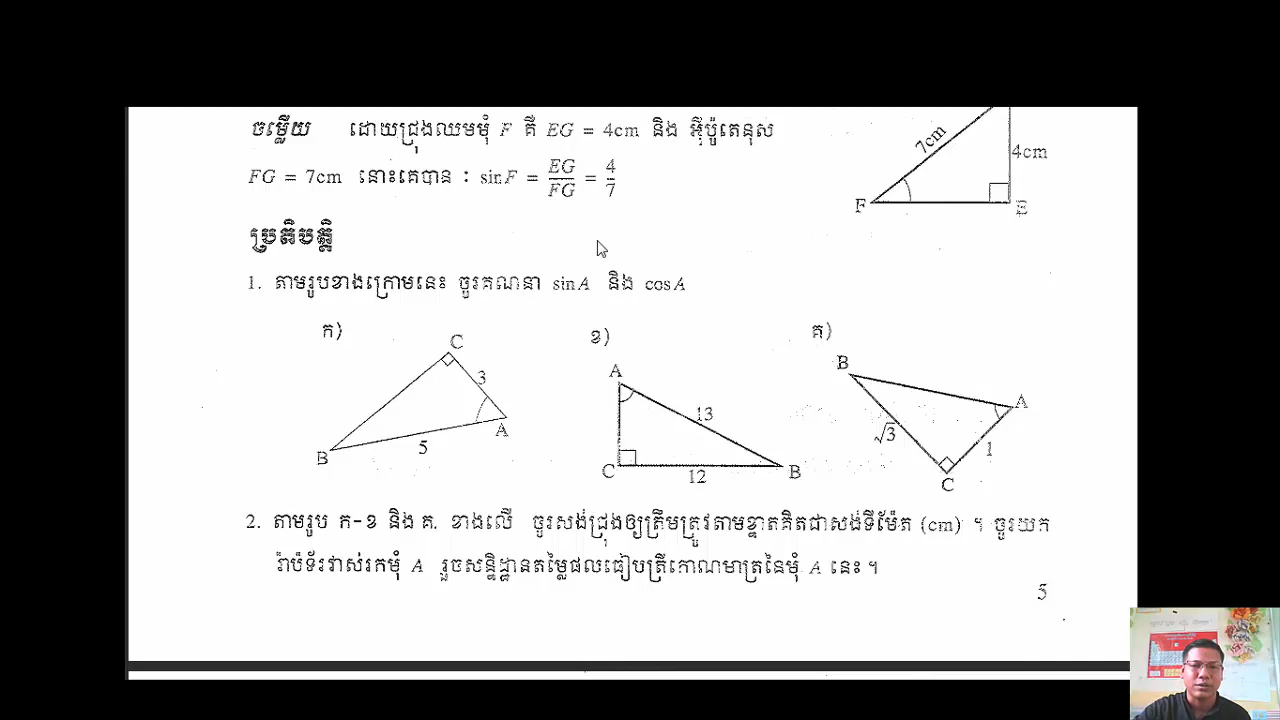 ចម្លើយ ដោយជ្រុងឈមមុំ F គឺ EG = 4cm និង អ៊ីប៉ូតេនុស
FG = 7cm នោះគេបាន ៖ sin F = EG/FG = 4/7
7cm
4cm
F
E
ប្រតិបត្តិ
1. តាមរូបខាងក្រោមនេះ ចូរគណនា sin A និង cos A
ក)
C
3
A
5
B
ខ)
A
13
C
12
B
គ)
B
A
√3
1
C
2. តាមរូប ក-ខ និង គ. ខាងលើ ចូរសង់ជ្រុងឲ្យត្រឹមត្រូវតាមខ្នាតគិតជាសង់ទីម៉ែត (cm) ។ ចូរយក
រ៉ាប៉ទ័រវាស់រកមុំ A រួចសន្និដ្ឋានតម្លៃផលធៀបត្រីកោណមាត្រនៃមុំ A នេះ ។
5